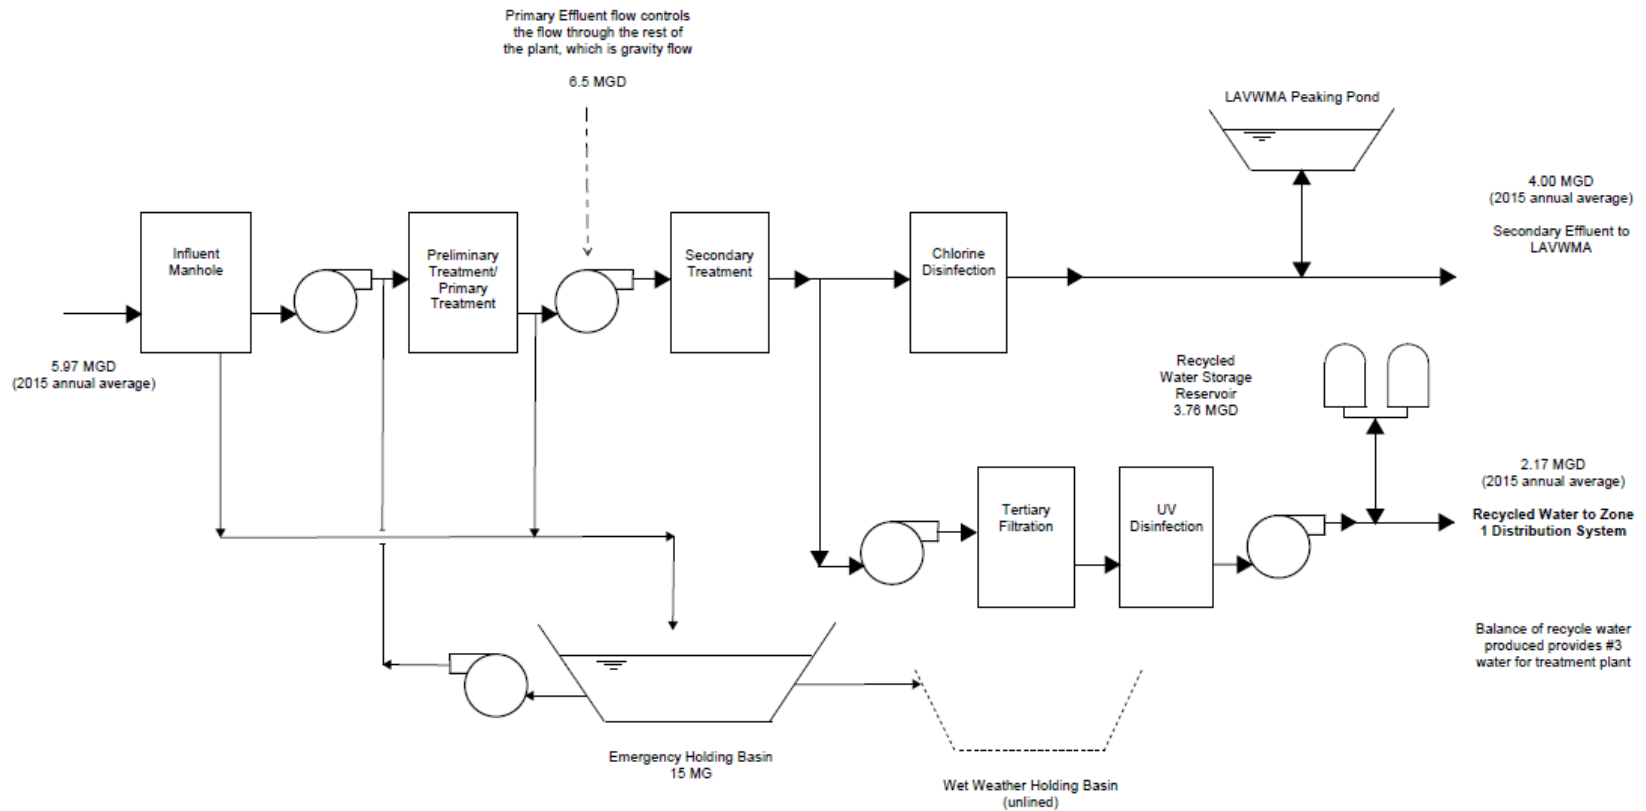 Primary Effluent flow controls
the flow through the rest of
the plant, which is gravity flow
6.5 MGD
LAVWMA Peaking Pond
4.00 MGD
(2015 annual average)
Secondary Effluent to
LAVWMA
Influent
Manhole
Preliminary
Treatment/
Primary
Treatment
Secondary
Treatment
Chlorine
Disinfection
5.97 MGD
(2015 annual average)
Recycled
Water Storage
Reservoir
3.76 MGD
2.17 MGD
(2015 annual average)
Recycled Water to Zone
1 Distribution System
Tertiary
Filtration
UV
Disinfection
Balance of recycle water
produced provides #3
water for treatment plant
Emergency Holding Basin
15 MG
Wet Weather Holding Basin
(unlined)